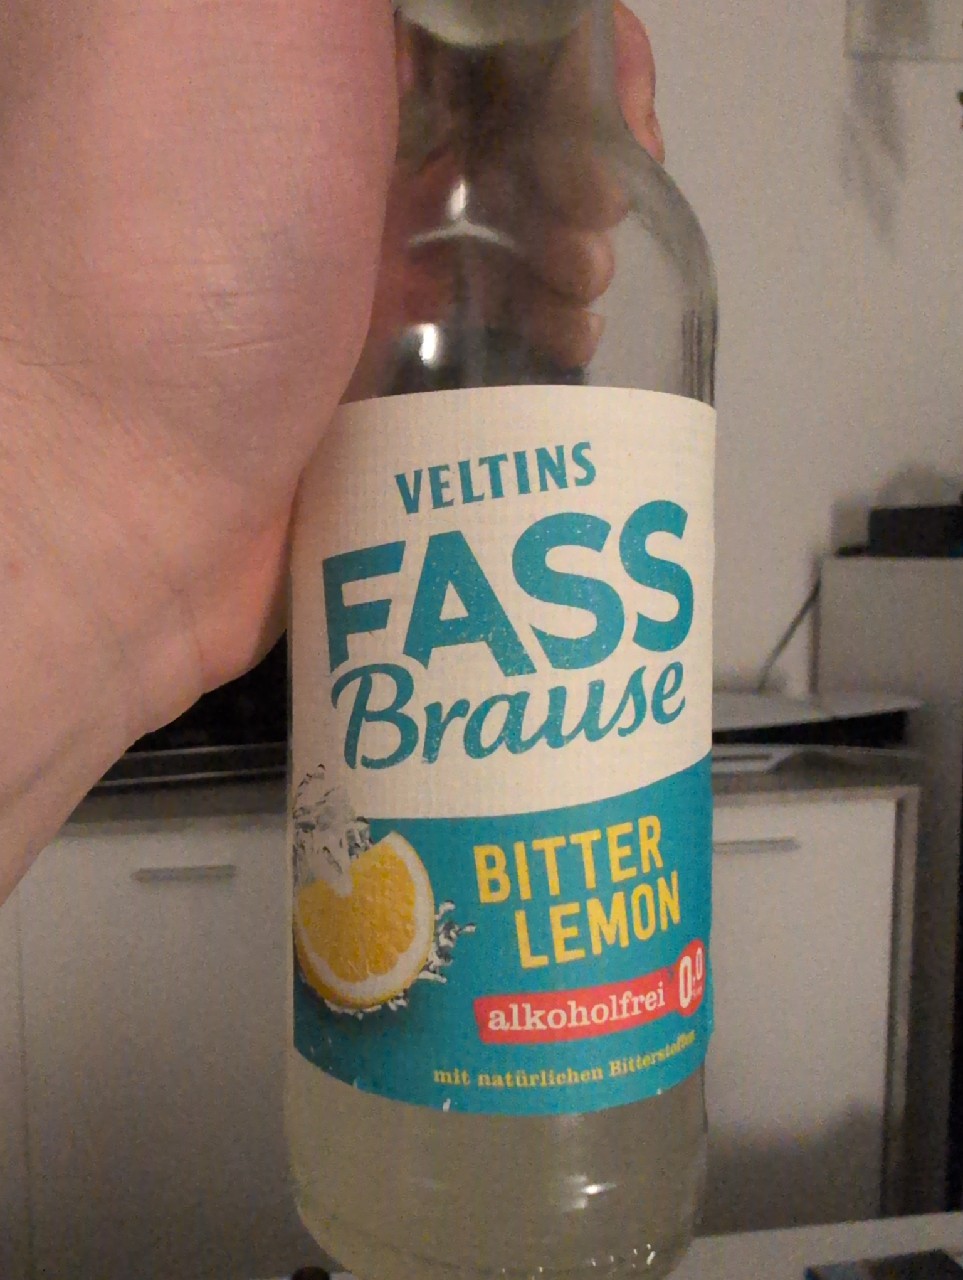 VELTINS
FASS
Brause
BITTER
LEMON
alkoholfrei 0,0
mit natürlichen Bitterstoffen